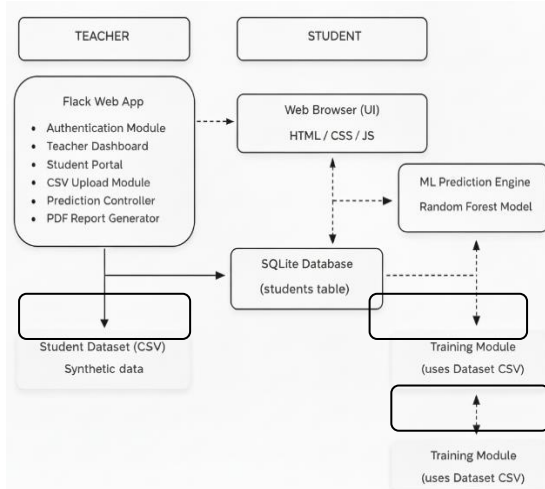 TEACHER
STUDENT
Flack Web App
• Authentication Module
• Teacher Dashboard
• Student Portal
• CSV Upload Module
• Prediction Controller
• PDF Report Generator
Web Browser (UI)
HTML / CSS / JS
ML Prediction Engine
Random Forest Model
SQLite Database
(students table)
Student Dataset (CSV)
Synthetic data
Training Module
(uses Dataset CSV)
Training Module
(uses Dataset CSV)